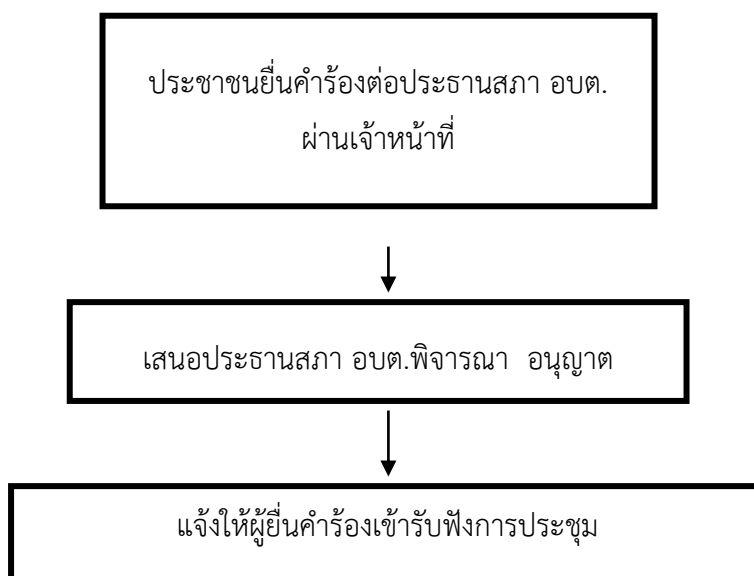 ประชาชนยื่นคำร้องต่อประธานสภา อบต.
ผ่านเจ้าหน้าที่
เสนอประธานสภา อบต.พิจารณา  อนุญาต
แจ้งให้ผู้ยื่นคำร้องเข้ารับฟังการประชุม